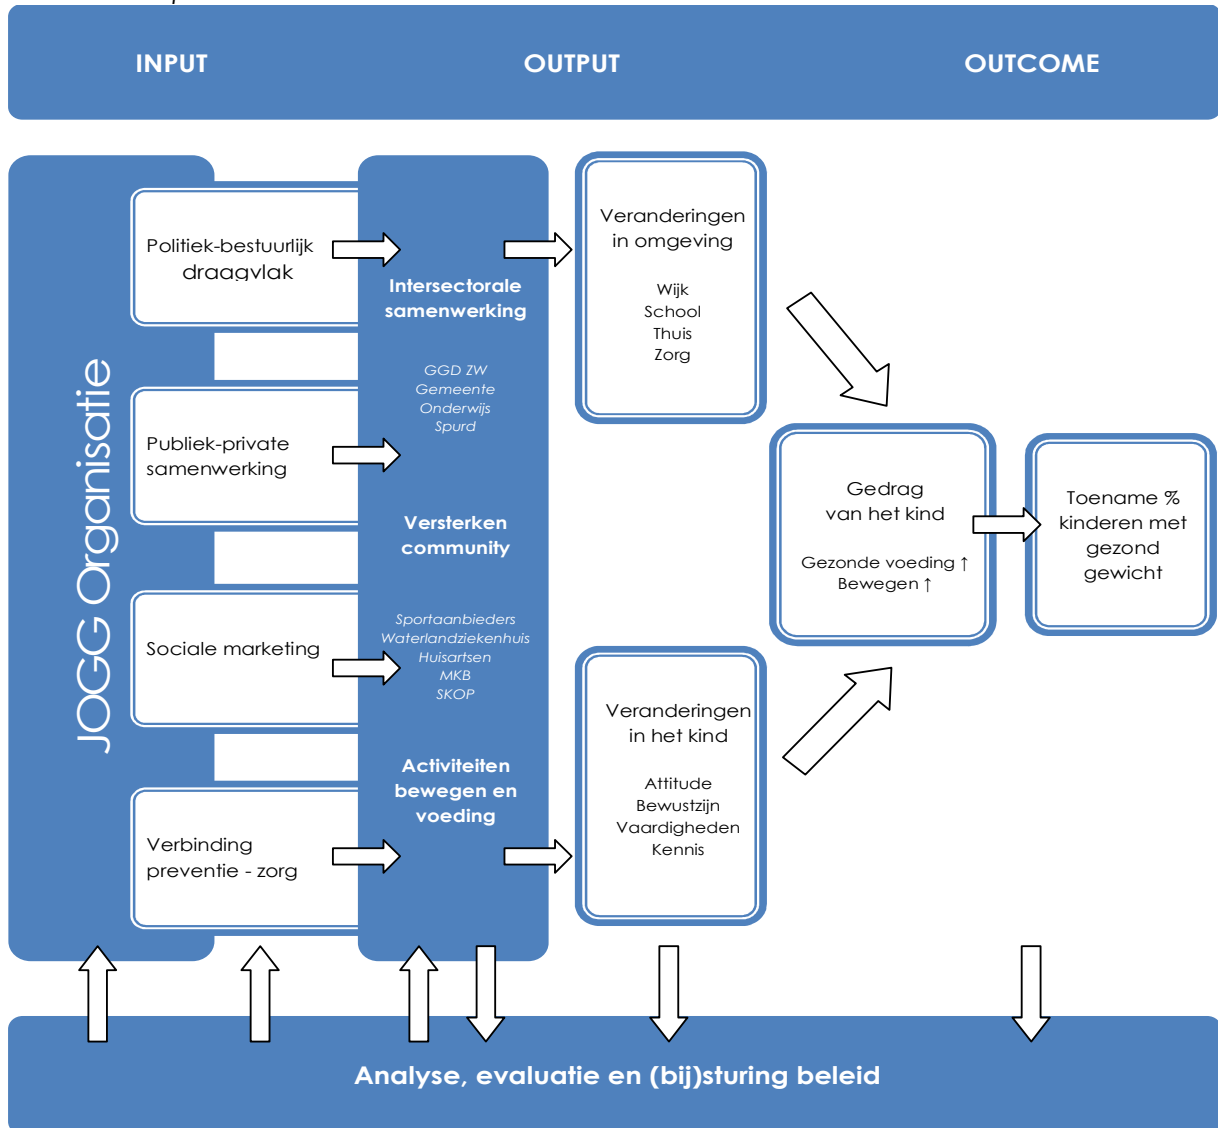 INPUT
OUTPUT
OUTCOME
JOGG Organisatie
Politiek-bestuurlijk
draagvlak
Publiek-private
samenwerking
Sociale marketing
Verbinding
preventie - zorg
Intersectorale
samenwerking
GGD ZW
Gemeente
Onderwijs
Spurd
Versterken
community
Sportaanbieders
Waterlandziekenhuis
Huisartsen
MKB
SKOP
Activiteiten
bewegen en
voeding
Veranderingen
in omgeving
Wijk
School
Thuis
Zorg
Veranderingen
in het kind
Attitude
Bewustzijn
Vaardigheden
Kennis
Gedrag
van het kind
Gezonde voeding ↑
Bewegen ↑
Toename %
kinderen met
gezond
gewicht
Analyse, evaluatie en (bij)sturing beleid